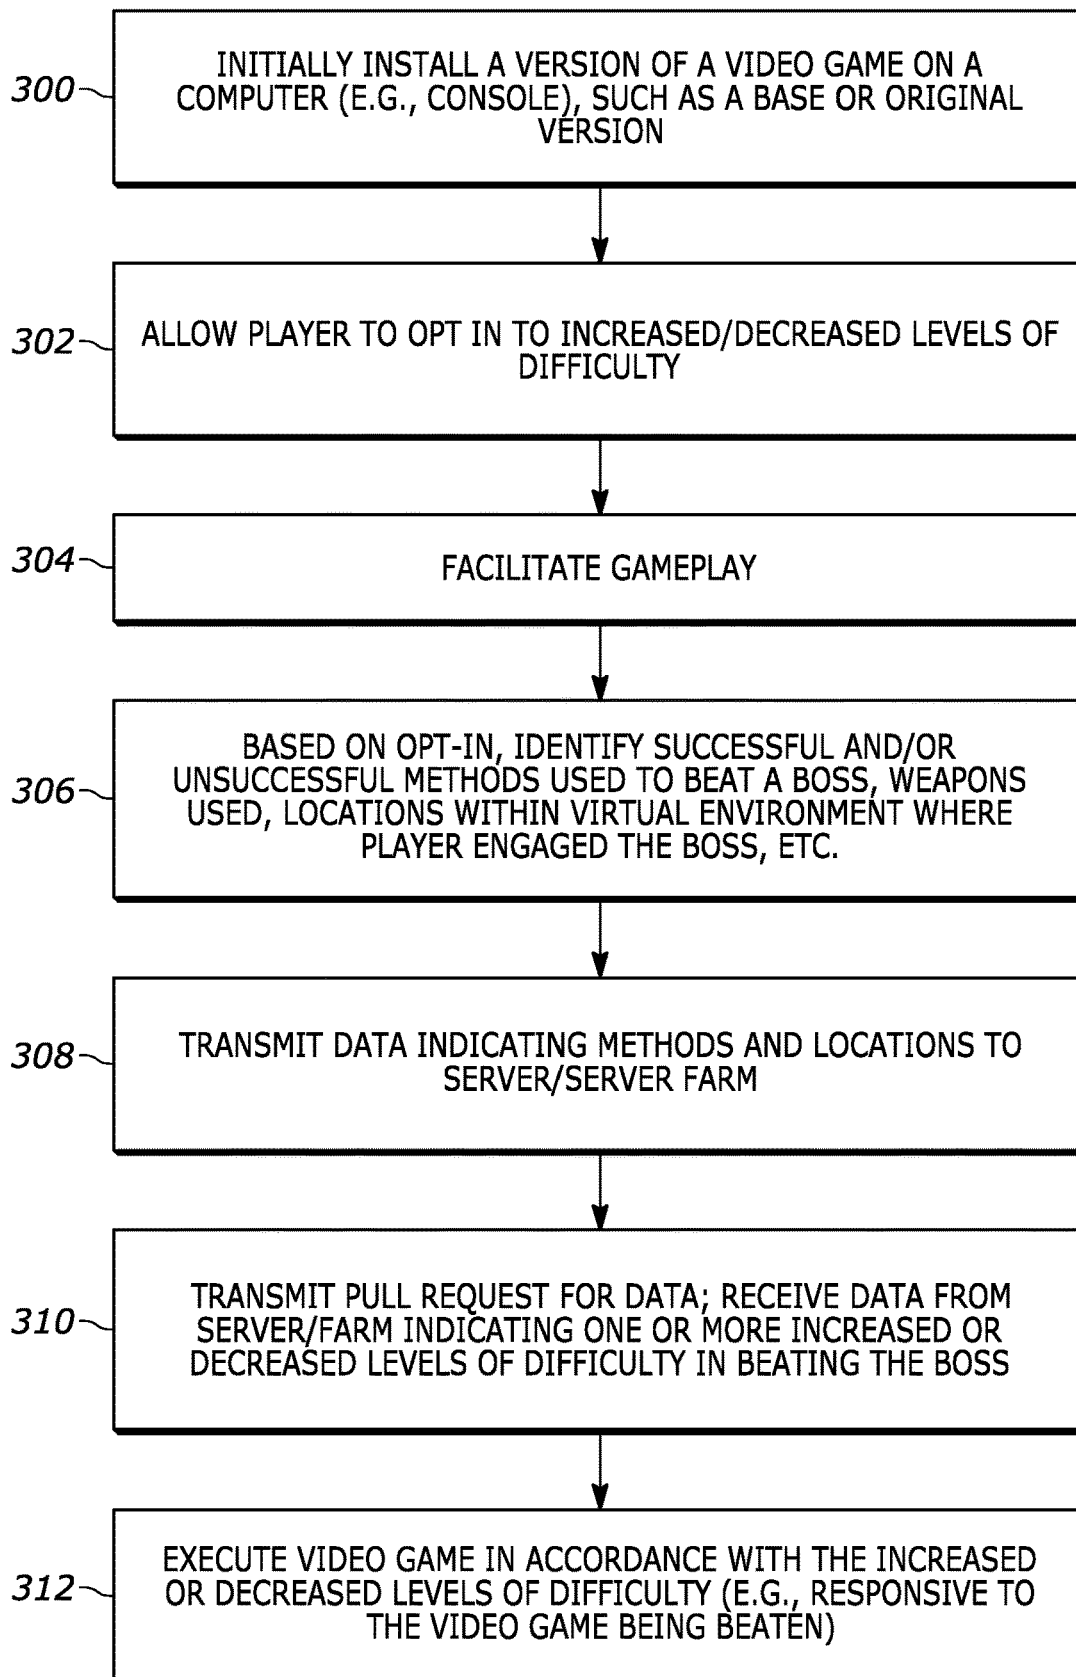 300
INITIALLY INSTALL A VERSION OF A VIDEO GAME ON A
COMPUTER (E.G., CONSOLE), SUCH AS A BASE OR ORIGINAL
VERSION
302
ALLOW PLAYER TO OPT IN TO INCREASED/DECREASED LEVELS OF
DIFFICULTY
304
FACILITATE GAMEPLAY
306
BASED ON OPT-IN, IDENTIFY SUCCESSFUL AND/OR
UNSUCCESSFUL METHODS USED TO BEAT A BOSS, WEAPONS
USED, LOCATIONS WITHIN VIRTUAL ENVIRONMENT WHERE
PLAYER ENGAGED THE BOSS, ETC.
308
TRANSMIT DATA INDICATING METHODS AND LOCATIONS TO
SERVER/SERVER FARM
310
TRANSMIT PULL REQUEST FOR DATA; RECEIVE DATA FROM
SERVER/FARM INDICATING ONE OR MORE INCREASED OR
DECREASED LEVELS OF DIFFICULTY IN BEATING THE BOSS
312
EXECUTE VIDEO GAME IN ACCORDANCE WITH THE INCREASED
OR DECREASED LEVELS OF DIFFICULTY (E.G., RESPONSIVE TO
THE VIDEO GAME BEING BEATEN)